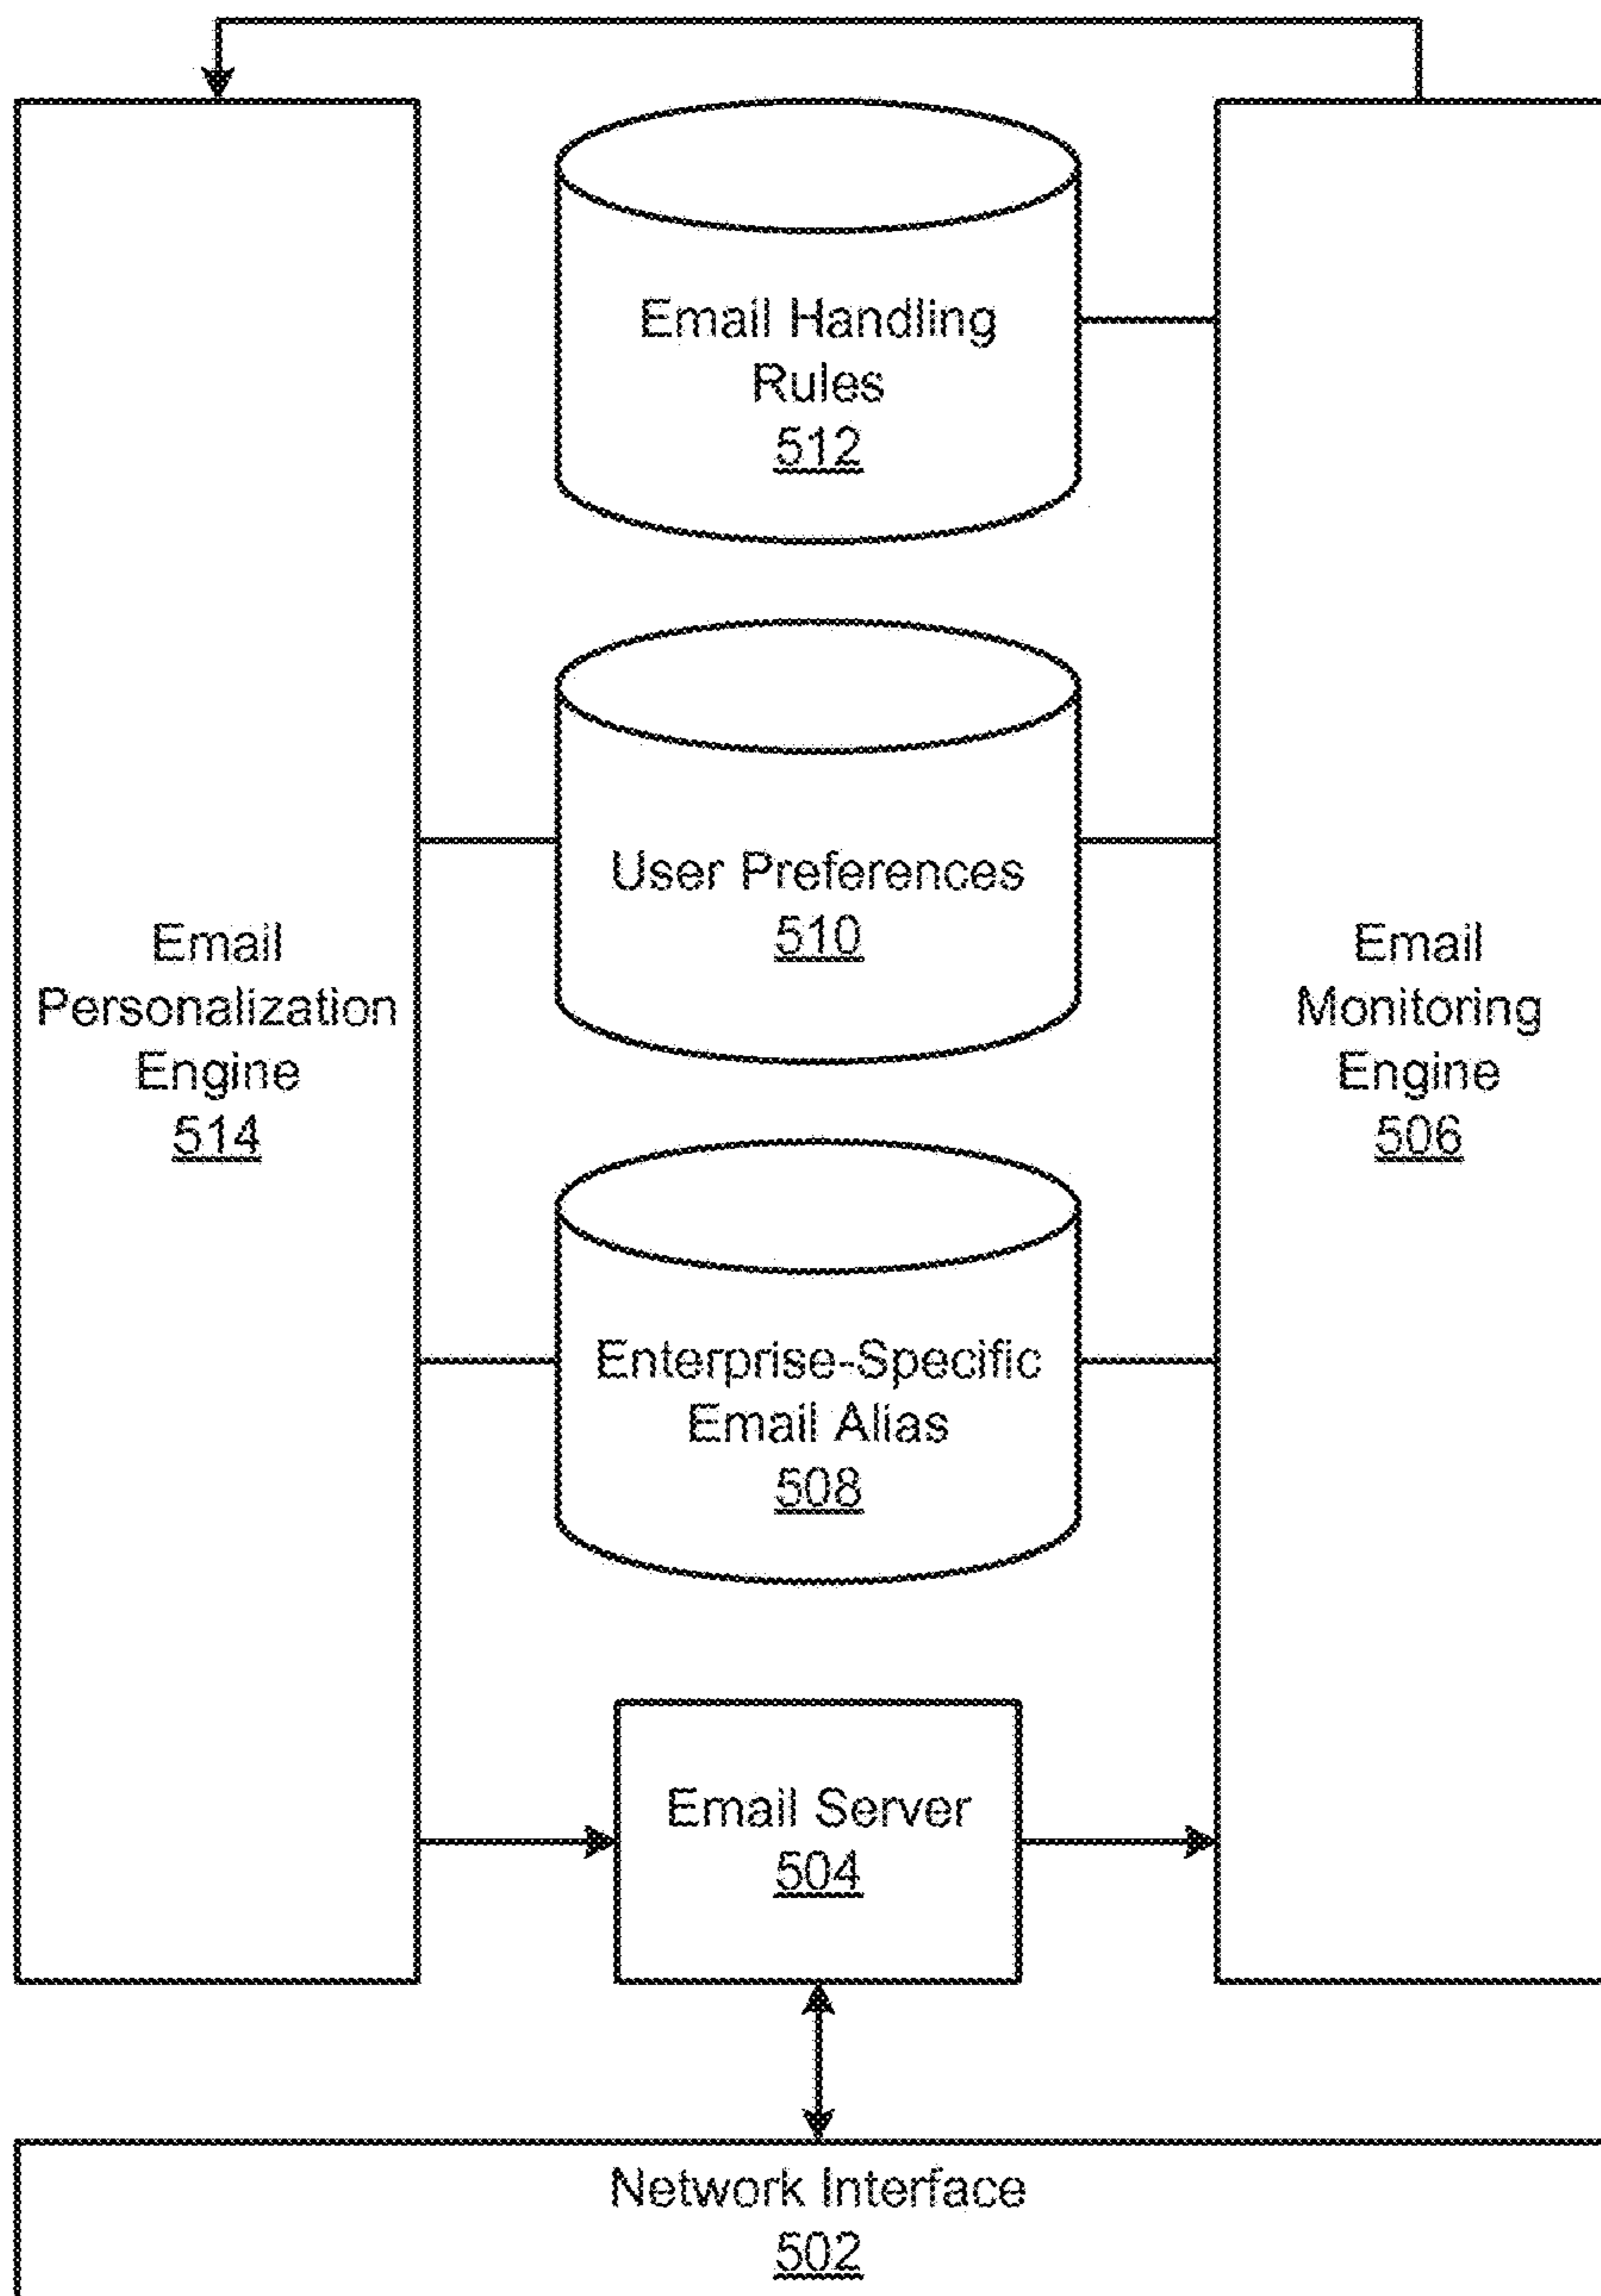 Email Handling
Rules
512
User Preferences
510
Email
Personalization
Engine
514
Email
Monitoring
Engine
506
Enterprise-Specific
Email Alias
508
Email Server
504
Network Interface
502